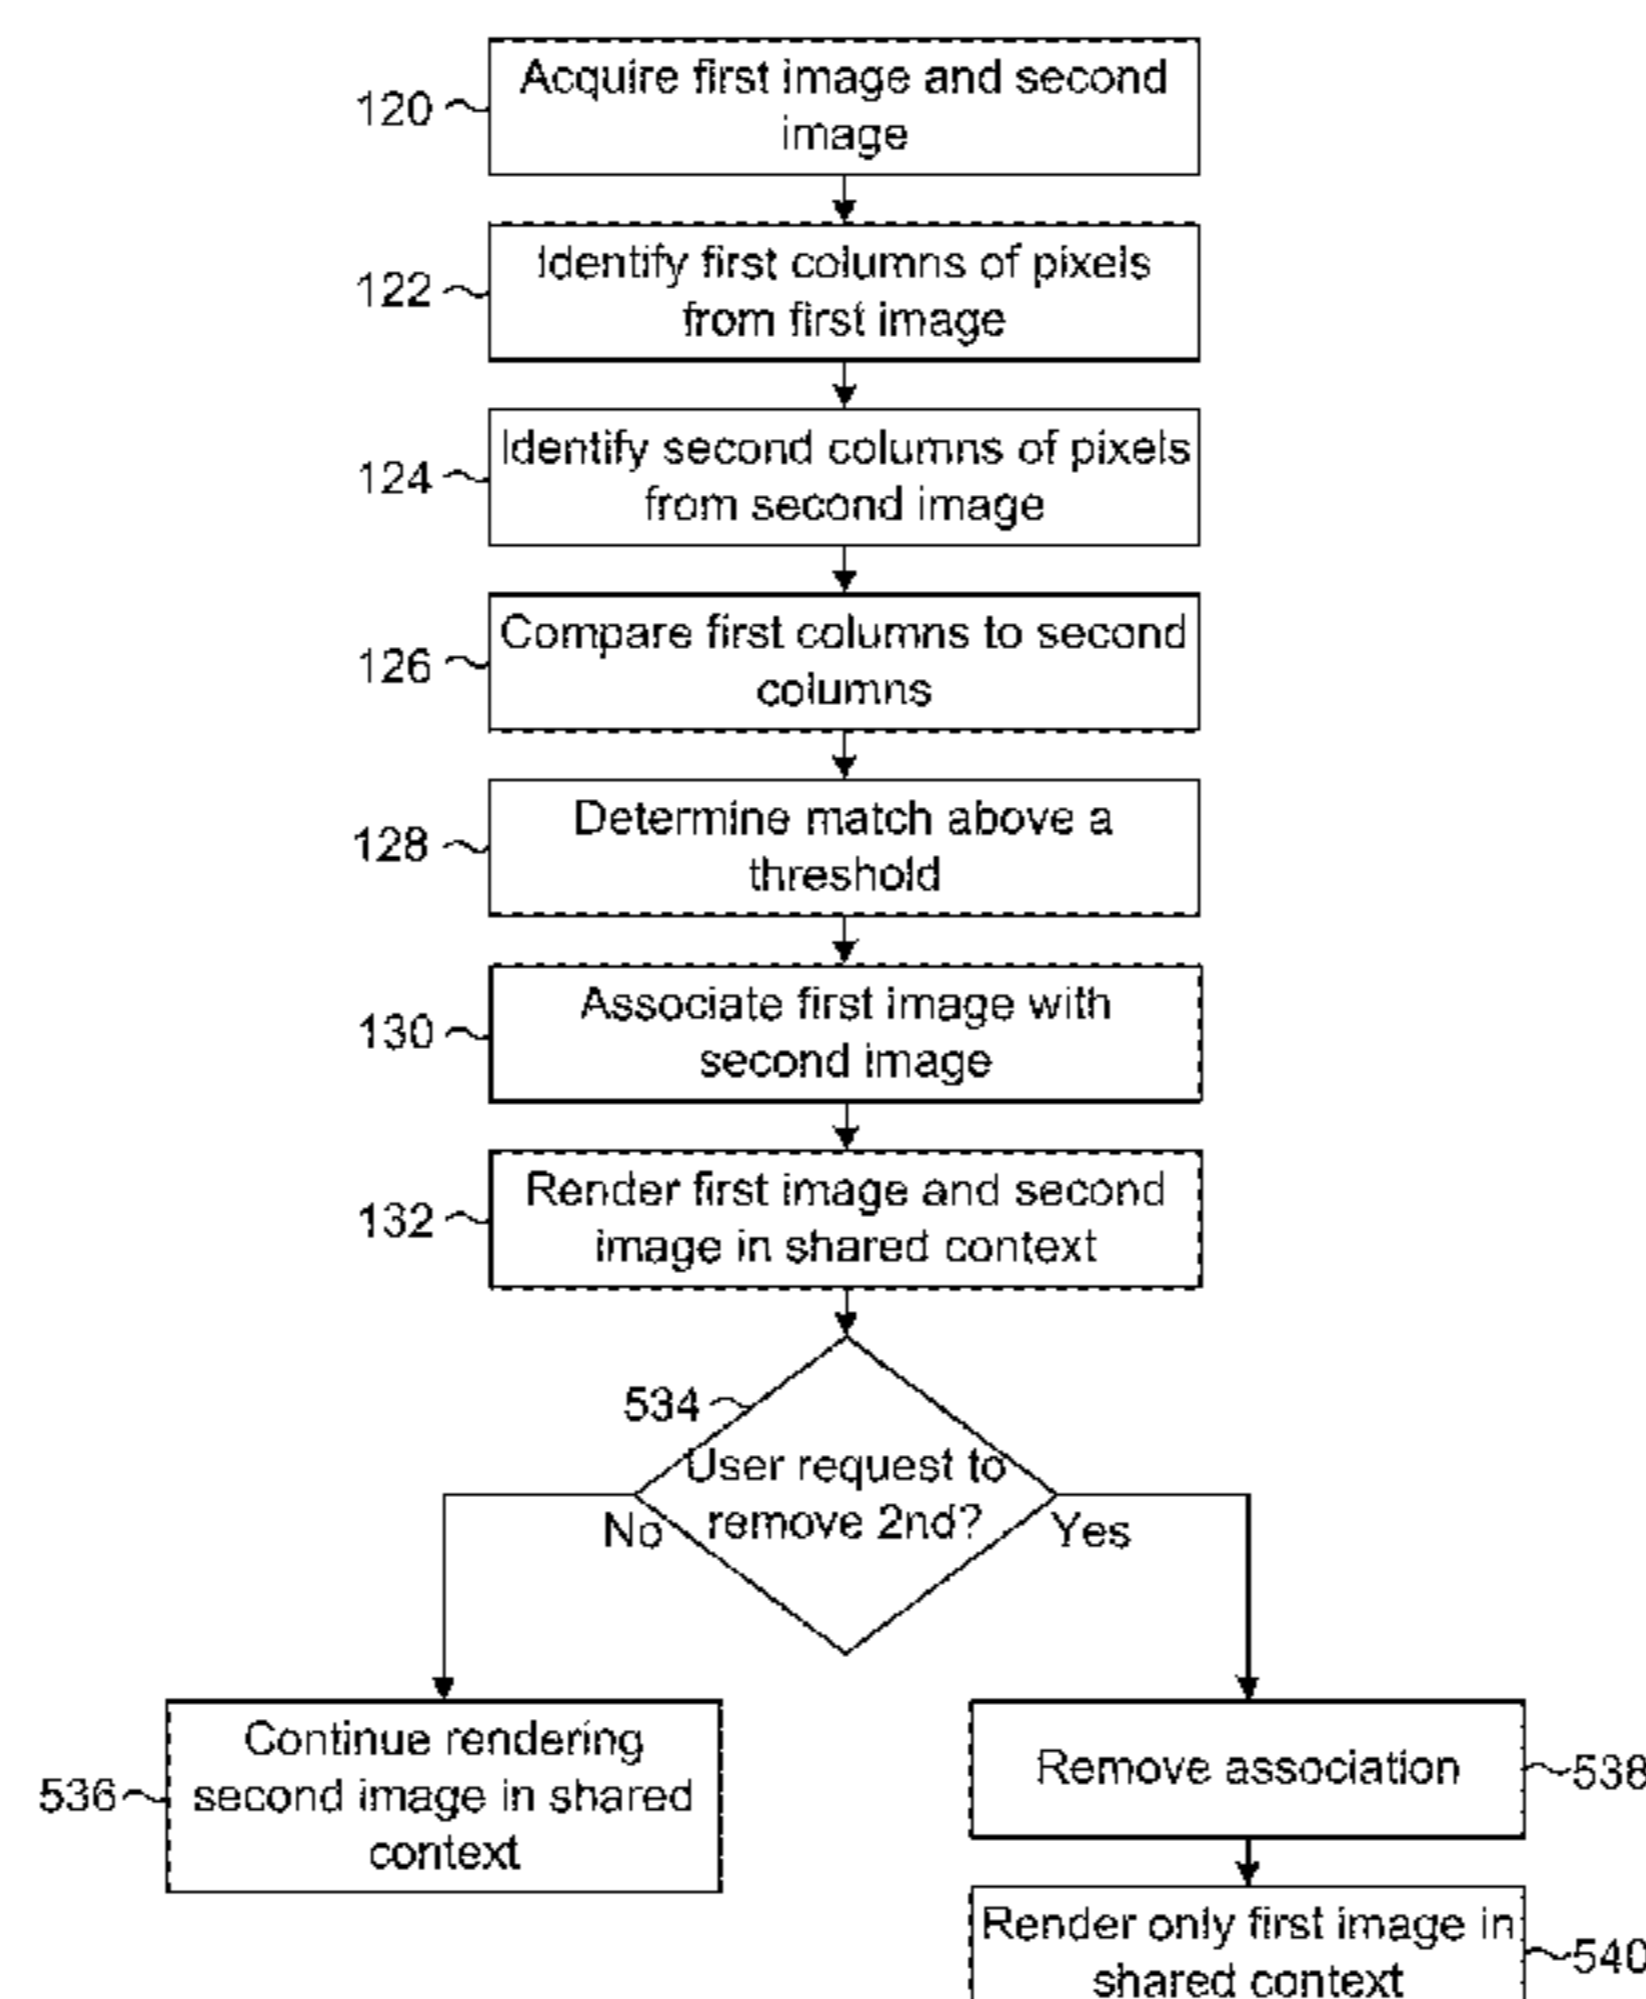 120
Acquire first image and second
image
122
Identify first columns of pixels
from first image
124
Identify second columns of pixels
from second image
126
Compare first columns to second
columns
128
Determine match above a
threshold
130
Associate first image with
second image
132
Render first image and second
image in shared context
534
User request to
remove 2nd?
No
Yes
536
Continue rendering
second image in shared
context
Remove association
538
Render only first image in
shared context
540